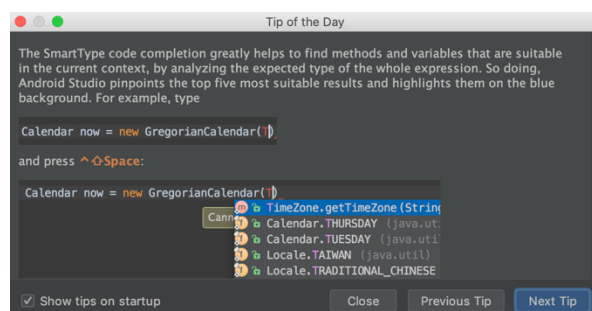 Tip of the Day
The SmartType code completion greatly helps to find methods and variables that are suitable
in the current context, by analyzing the expected type of the whole expression. So doing,
Android Studio pinpoints the top five most suitable results and highlights them on the blue
background. For example, type
Calendar now = new GregorianCalendar(T)
and press ^⇧Space:
Calendar now = new GregorianCalendar(T)
Cann
m TimeZone.getTimeZone(String
f Calendar.THURSDAY (java.ut
f Calendar.TUESDAY (java.uti
f Locale.TAIWAN (java.util)
f Locale.TRADITIONAL_CHINESE
Show tips on startup Close Previous Tip Next Tip